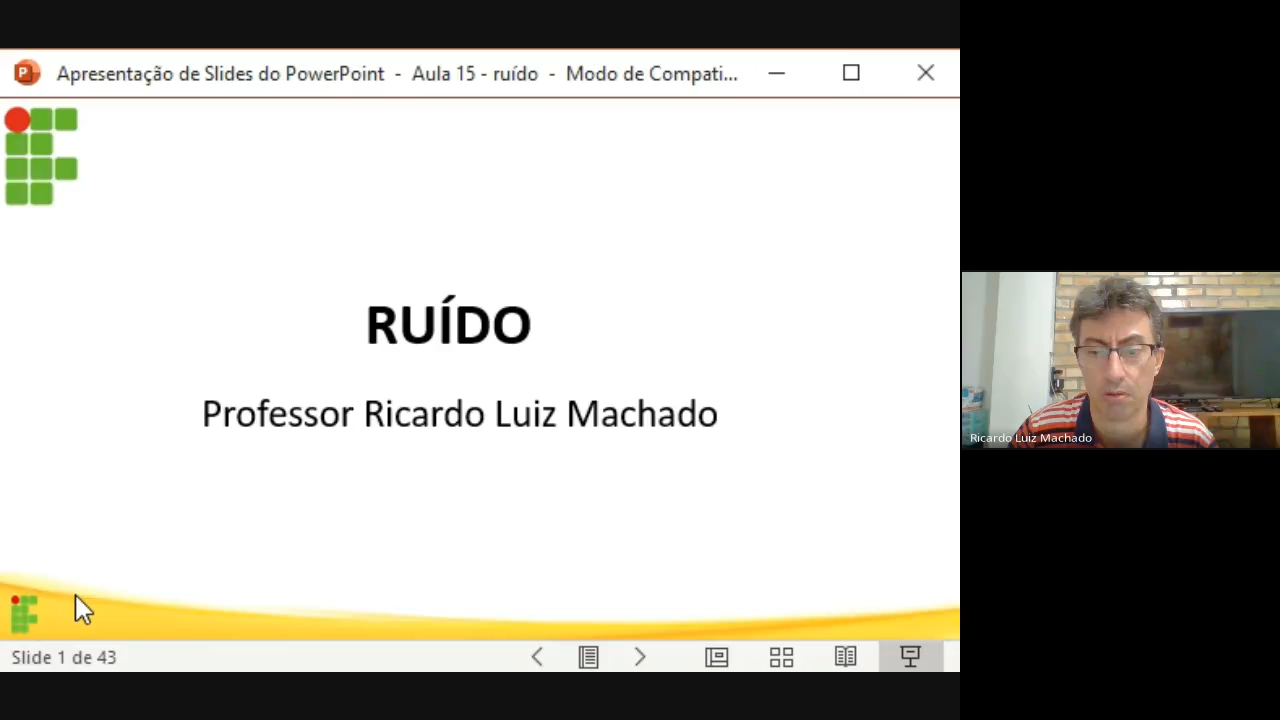 Apresentação de Slides do PowerPoint - Aula 15 - ruído - Modo de Compati...
RUÍDO
Professor Ricardo Luiz Machado
Ricardo Luiz Machado
Slide 1 de 43